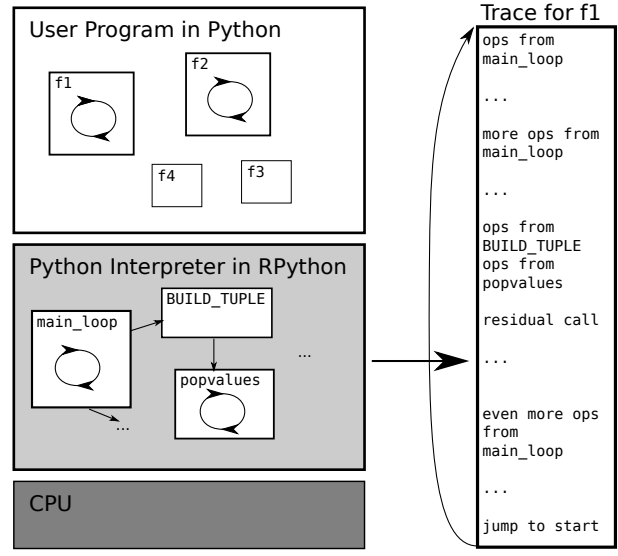 User Program in Python
f1
f2
f4
f3
Python Interpreter in RPython
main_loop
BUILD_TUPLE
popvalues
...
...
CPU
Trace for f1
ops from
main_loop
...
more ops from
main_loop
...
ops from
BUILD_TUPLE
ops from
popvalues
residual call
...
even more ops
from
main_loop
...
jump to start